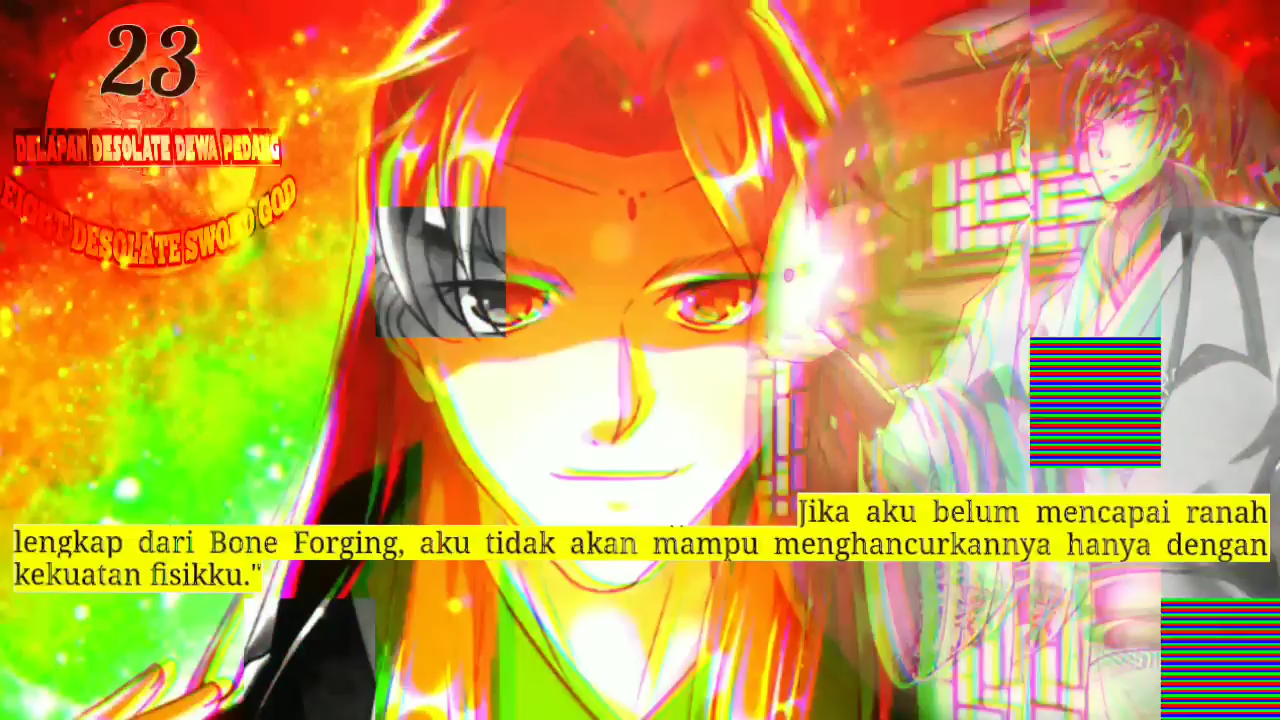 23
DELAPAN DESOLATE DEWA PEDANG
EIGHT DESOLATE SWORD GOD
Jika aku belum mencapai ranah
lengkap dari Bone Forging, aku tidak akan mampu menghancurkannya hanya dengan
kekuatan fisikku."